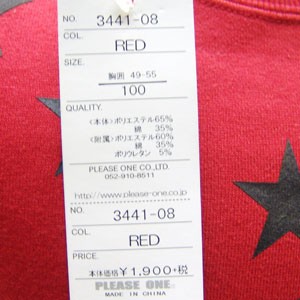 NO. 3441-08
COL.
RED
SIZE.
胸囲 49-55
100
QUALITY.
〈本体〉ポリエステル65%
綿 35%
〈附属〉ポリエステル60%
綿 35%
ポリウレタン 5%
PLEASE ONE CO.,LTD.
052-910-8511
http://www.please-one.co.jp
NO. 3441-08
COL.
RED
PRICE.
本体価格 ¥1,900+税
PLEASE ONE.
MADE IN CHINA